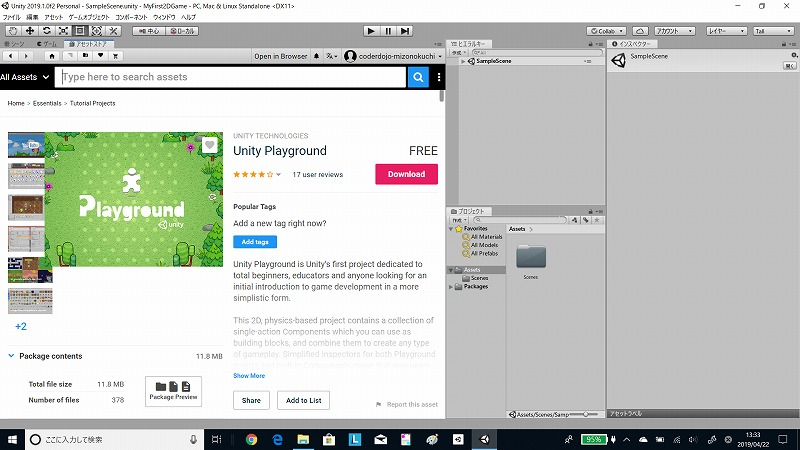 Unity 2019.1.0f2 Personal - SampleScene.unity - MyFirst2DGame - PC, Mac & Linux Standalone <DX11>
ファイル 編集 アセット ゲームオブジェクト コンポーネント ウィンドウ ヘルプ
中心 ローカル
Collab アカウント レイヤー Tall
シーン ゲーム アセットストア
Open in Browser coderdojo-mizonokuchi
All Assets Type here to search assets
Home > Essentials > Tutorial Projects
UNITY TECHNOLOGIES
Unity Playground FREE
17 user reviews Download
Playground
unity
Popular Tags
Add a new tag right now?
Add tags
Unity Playground is Unity's first project dedicated to
total beginners, educators and anyone looking for an
initial introduction to game development in a more
simplistic form.
This 2D, physics-based project contains a collection of
single-action Components which you can use as
building blocks, and combine them to create any type
of gameplay. Simplified Inspectors for both Playground
+2
Package contents 11.8 MB
Total file size 11.8 MB
Number of files 378
Package Preview
Show More
Share Add to List Report this asset
ヒエラルキー
作成 All
SampleScene
プロジェクト
作成
Favorites
All Materials
All Models
All Prefabs
Assets
Scenes
Packages
Assets >
Scenes
Assets/Scenes/Samp
インスペクター
SampleScene
開く
アセットラベル
ここに入力して検索
95%
13:33
2019/04/22